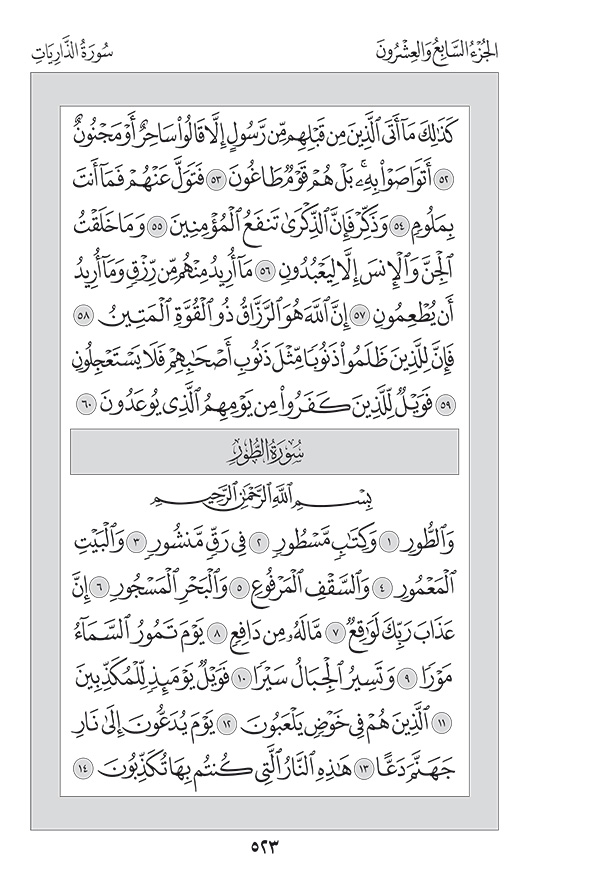 الجُزْءُ السَّابِعُ وَالعِشْرُونَ سُورَةُ الذَّارِيَاتِ
كَذَٰلِكَ مَآ أَتَى ٱلَّذِينَ مِن قَبۡلِهِم مِّن رَّسُولٍ إِلَّا قَالُوا۟ سَاحِرٌ أَوۡ مَجۡنُونٌ
٥٢ أَتَوَاصَوۡا۟ بِهِۦۚ بَلۡ هُمۡ قَوۡمٌ طَاغُونَ ٥٣ فَتَوَلَّ عَنۡهُمۡ فَمَآ أَنتَ
بِمَلُومٍ ٥٤ وَذَكِّرۡ فَإِنَّ ٱلذِّكۡرَىٰ تَنفَعُ ٱلۡمُؤۡمِنِينَ ٥٥ وَمَا خَلَقۡتُ
ٱلۡجِنَّ وَٱلۡإِنسَ إِلَّا لِيَعۡبُدُونِ ٥٦ مَآ أُرِيدُ مِنۡهُم مِّن رِّزۡقٍ وَمَآ أُرِيدُ
أَن يُطۡعِمُونِ ٥٧ إِنَّ ٱللَّهَ هُوَ ٱلرَّزَّاقُ ذُو ٱلۡقُوَّةِ ٱلۡمَتِينُ ٥٨
فَإِنَّ لِلَّذِينَ ظَلَمُوا۟ ذَنُوبًا مِّثۡلَ ذَنُوبِ أَصۡحَٰبِهِمۡ فَلَا يَسۡتَعۡجِلُونِ
٥٩ فَوَيۡلٌ لِّلَّذِينَ كَفَرُوا۟ مِن يَوۡمِهِمُ ٱلَّذِي يُوعَدُونَ ٦٠
سُورَةُ الطُّورِ
بِسۡمِ ٱللَّهِ ٱلرَّحۡمَٰنِ ٱلرَّحِيمِ
وَٱلطُّورِ ١ وَكِتَٰبٍ مَّسۡطُورٍ ٢ فِي رَقٍّ مَّنشُورٍ ٣ وَٱلۡبَيۡتِ
ٱلۡمَعۡمُورِ ٤ وَٱلسَّقۡفِ ٱلۡمَرۡفُوعِ ٥ وَٱلۡبَحۡرِ ٱلۡمَسۡجُورِ ٦ إِنَّ
عَذَابَ رَبِّكَ لَوَٰقِعٌ ٧ مَّا لَهُۥ مِن دَافِعٍ ٨ يَوۡمَ تَمُورُ ٱلسَّمَآءُ
مَوۡرًا ٩ وَتَسِيرُ ٱلۡجِبَالُ سَيۡرًا ١٠ فَوَيۡلٌ يَوۡمَئِذٍ لِّلۡمُكَذِّبِينَ
١١ ٱلَّذِينَ هُمۡ فِي خَوۡضٍ يَلۡعَبُونَ ١٢ يَوۡمَ يُدَعُّونَ إِلَىٰ نَارِ
جَهَنَّمَ دَعًّا ١٣ هَٰذِهِ ٱلنَّارُ ٱلَّتِي كُنتُم بِهَا تُكَذِّبُونَ ١٤
٥٢٣